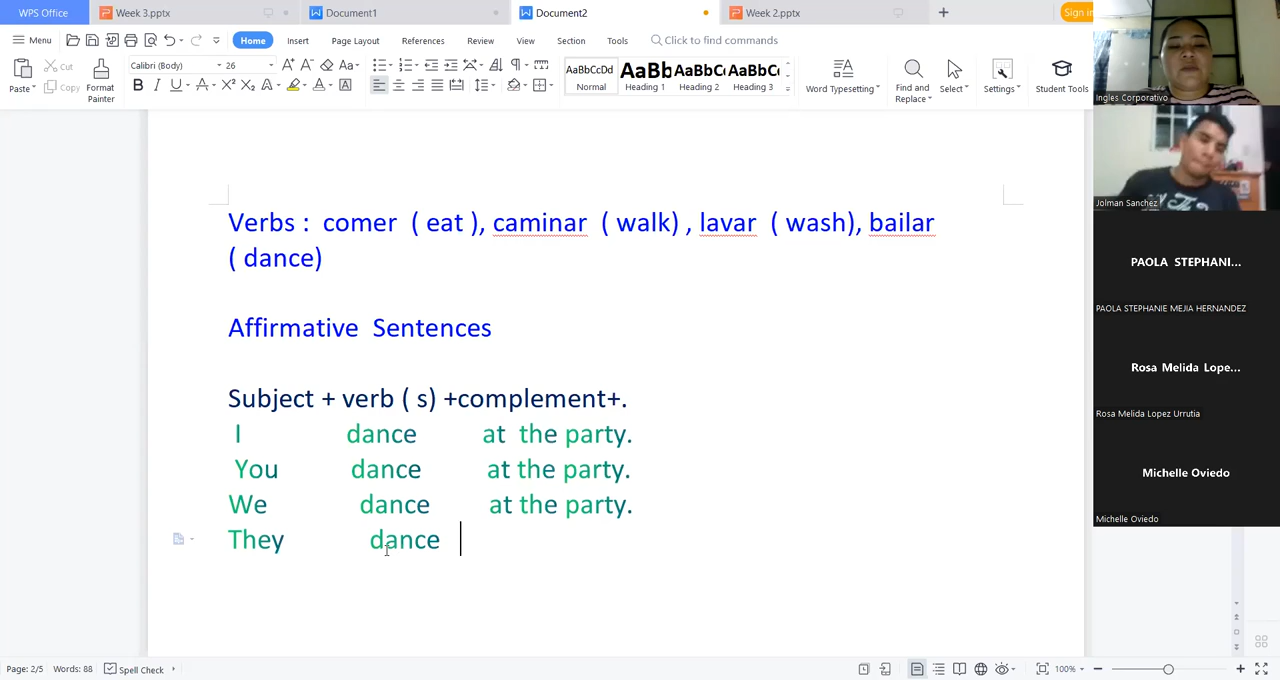 WPS Office Week 3.pptx Document1 Document2 Week 2.pptx Sign in
Menu Home Insert Page Layout References Review View Section Tools Click to find commands
Calibri (Body) 26 AaBbCcDd AaBb AaBbC AaBbC
Paste Cut Copy Format Painter Normal Heading 1 Heading 2 Heading 3 Word Typesetting Find and Replace Select Settings Student Tools
Verbs : comer ( eat ), caminar ( walk) , lavar ( wash), bailar
( dance)
Affirmative Sentences
Subject + verb ( s) +complement+.
I dance at the party.
You dance at the party.
We dance at the party.
They dance
Ingles Corporativo
Jolman Sanchez
PAOLA STEPHANI...
PAOLA STEPHANIE MEJIA HERNANDEZ
Rosa Melida Lope...
Rosa Melida Lopez Urrutia
Michelle Oviedo
Michelle Oviedo
Page: 2/5 Words: 88 Spell Check 100%